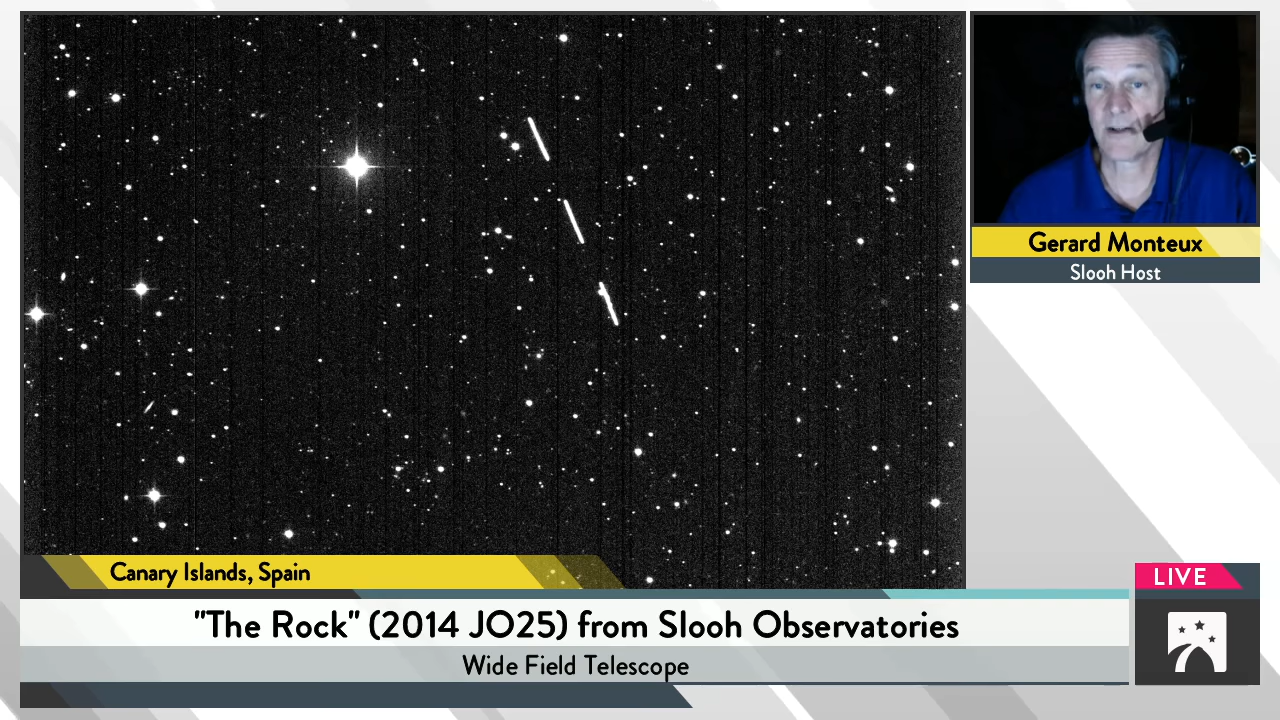 Gerard Monteux
Slooh Host
Canary Islands, Spain
"The Rock" (2014 JO25) from Slooh Observatories
Wide Field Telescope
LIVE